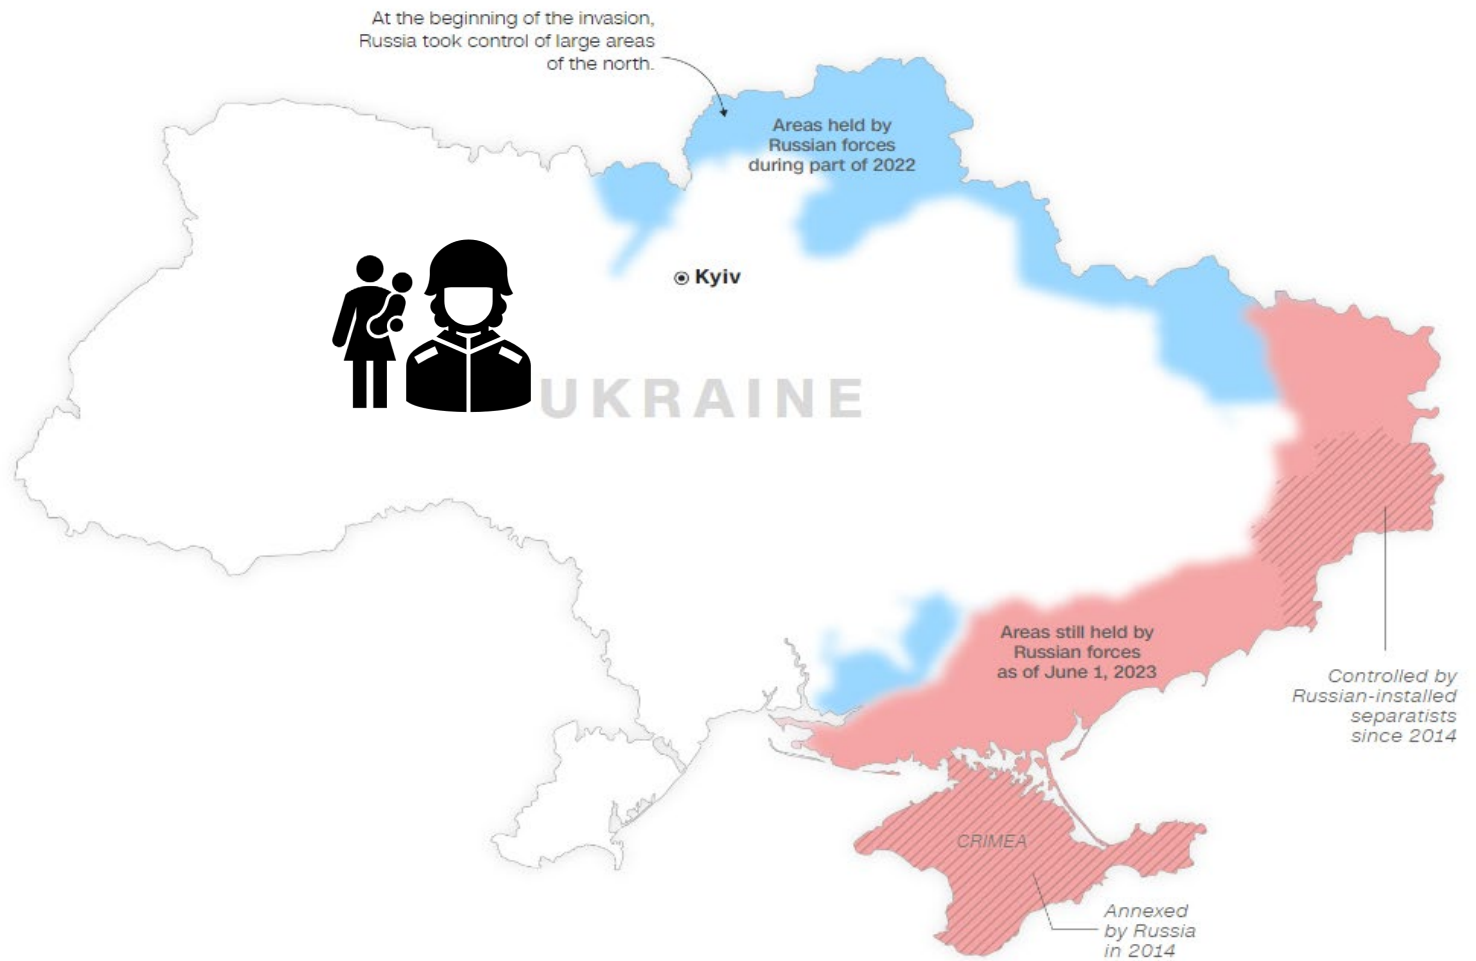 At the beginning of the invasion,
Russia took control of large areas
of the north.
Areas held by
Russian forces
during part of 2022
Kyiv
UKRAINE
Areas still held by
Russian forces
as of June 1, 2023
Controlled by
Russian-installed
separatists
since 2014
CRIMEA
Annexed
by Russia
in 2014